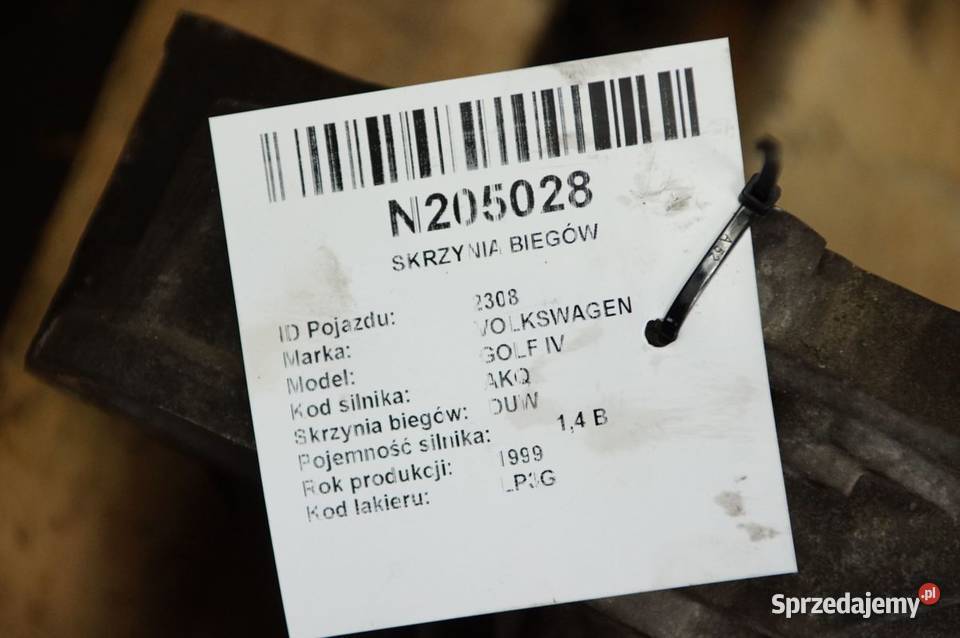 N205028
SKRZYNIA BIEGÓW
ID Pojazdu: 2308
Marka: VOLKSWAGEN
Model: GOLF IV
Kod silnika: AKQ
Skrzynia biegów: DUW
Pojemność silnika: 1,4 B
Rok produkcji: 1999
Kod lakieru: LP3G
Sprzedajemy.pl